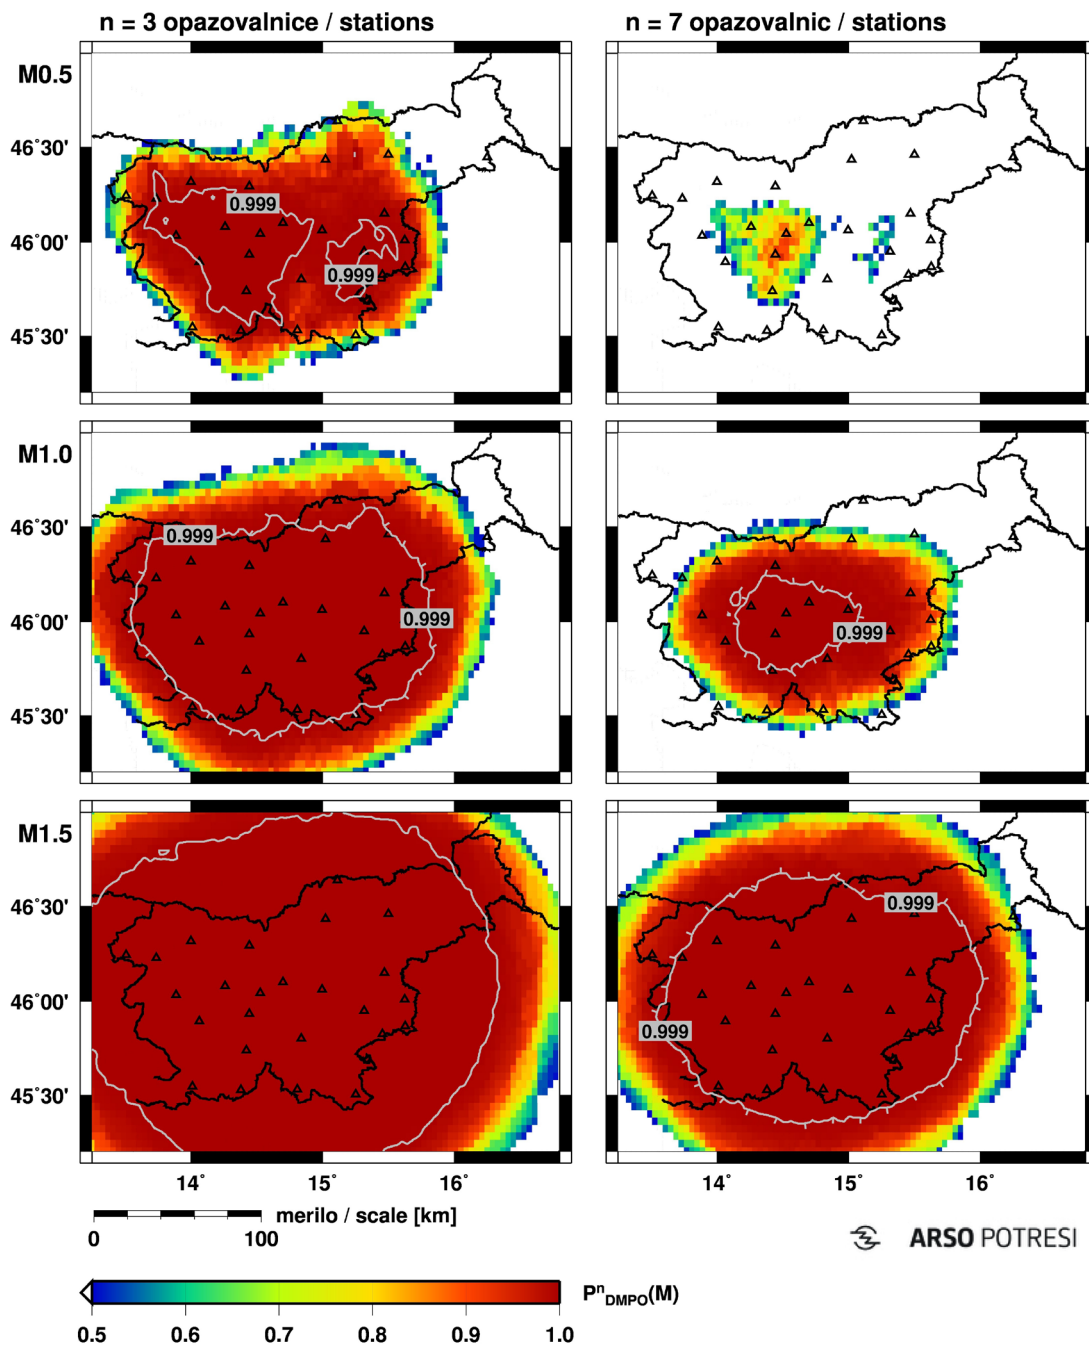 n = 3 opazovalnice / stations
n = 7 opazovalnic / stations
M0.5
46°30'
0.999
46°00'
0.999
45°30'
M1.0
46°30'
0.999
46°00'
0.999
0.999
45°30'
M1.5
46°30'
0.999
46°00'
0.999
45°30'
14° 15° 16° 14° 15° 16°
merilo / scale [km]
0 100
ARSO POTRESI
PⁿDMPO(M)
0.5 0.6 0.7 0.8 0.9 1.0